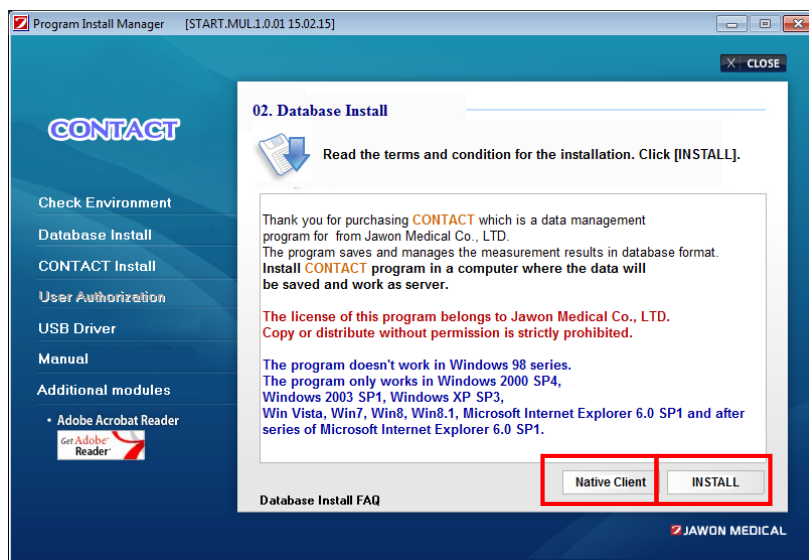 Program Install Manager [START.MUL.1.0.01 15.02.15]
X CLOSE
CONTACT
Check Environment
Database Install
CONTACT Install
User Authorization
USB Driver
Manual
Additional modules
• Adobe Acrobat Reader
Get Adobe
Reader
02. Database Install
Read the terms and condition for the installation. Click [INSTALL].
Thank you for purchasing CONTACT which is a data management
program for from Jawon Medical Co., LTD.
The program saves and manages the measurement results in database format.
Install CONTACT program in a computer where the data will
be saved and work as server.
The license of this program belongs to Jawon Medical Co., LTD.
Copy or distribute without permission is strictly prohibited.
The program doesn't work in Windows 98 series.
The program only works in Windows 2000 SP4,
Windows 2003 SP1, Windows XP SP3,
Win Vista, Win7, Win8, Win8.1, Microsoft Internet Explorer 6.0 SP1 and after
series of Microsoft Internet Explorer 6.0 SP1.
Native Client INSTALL
Database Install FAQ
JAWON MEDICAL